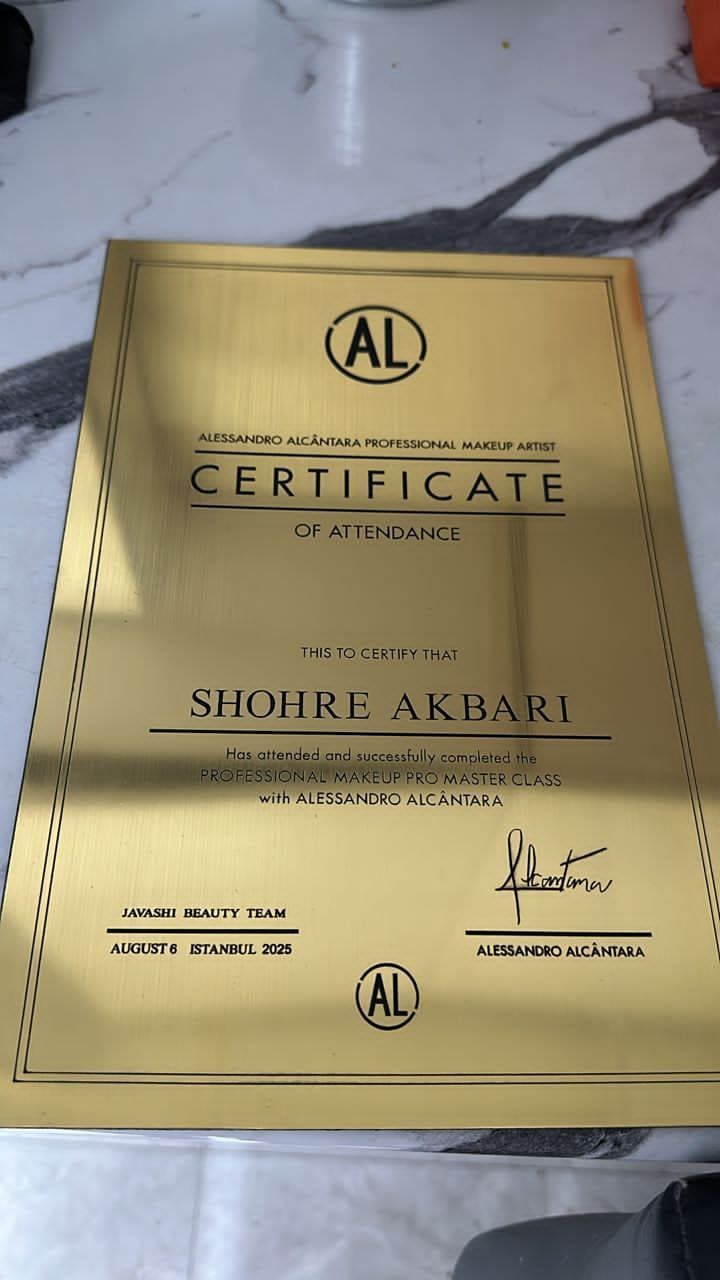 AL
ALESSANDRO ALCÂNTARA PROFESSIONAL MAKEUP ARTIST
CERTIFICATE
OF ATTENDANCE
THIS TO CERTIFY THAT
SHOHRE AKBARI
Has attended and successfully completed the
PROFESSIONAL MAKEUP PRO MASTER CLASS
with ALESSANDRO ALCÂNTARA
Alcantara
JAVASHI BEAUTY TEAM
AUGUST 6 ISTANBUL 2025
ALESSANDRO ALCÂNTARA
AL